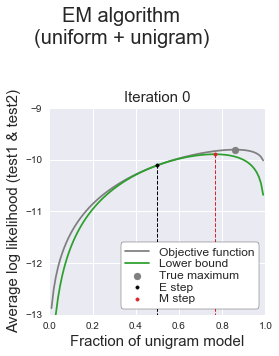 EM algorithm
(uniform + unigram)
Iteration 0
Average log likelihood (test1 & test2)
-9
-10
-11
-12
-13
Objective function
Lower bound
True maximum
E step
M step
0.0 0.2 0.4 0.6 0.8 1.0
Fraction of unigram model